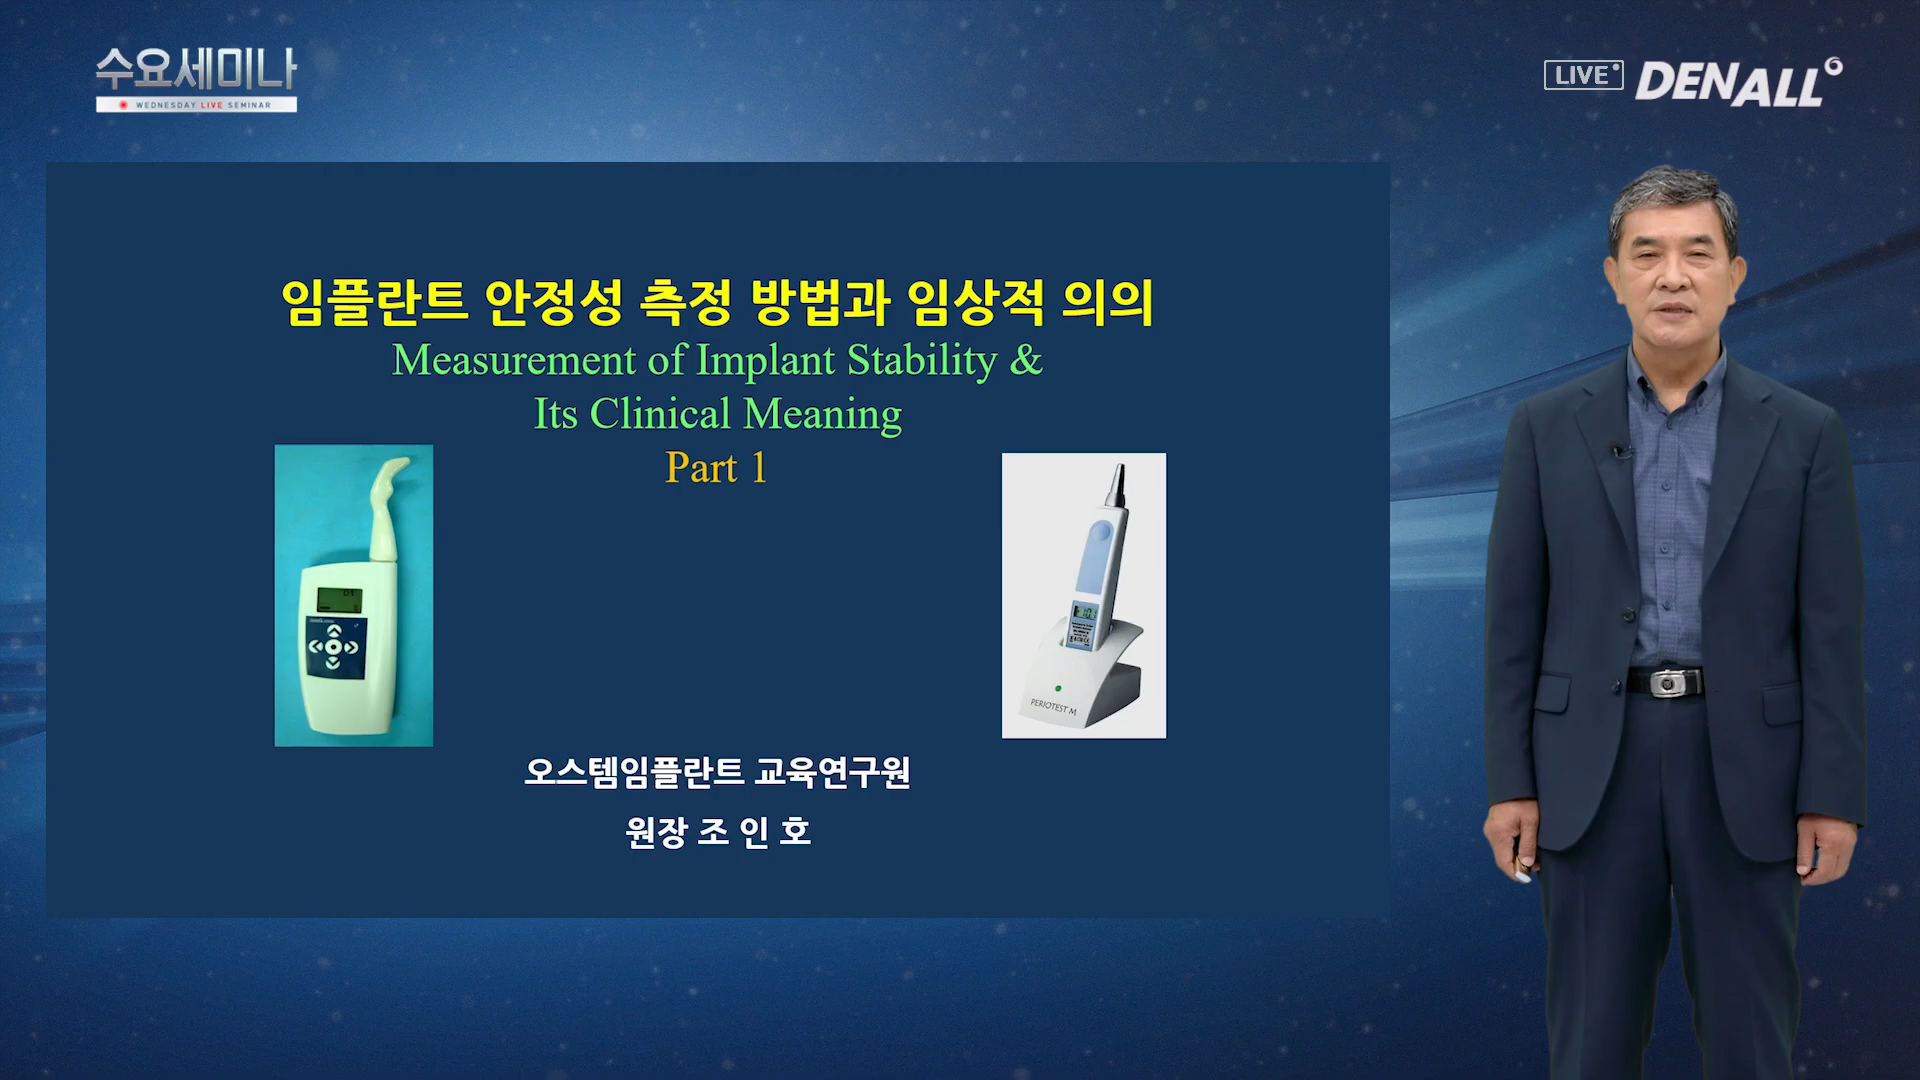 수요세미나
WEDNESDAY LIVE SEMINAR
LIVE DENALL
임플란트 안정성 측정 방법과 임상적 의의
Measurement of Implant Stability &
Its Clinical Meaning
Part 1
PERIOTEST M
오스템임플란트 교육연구원
원장 조 인 호